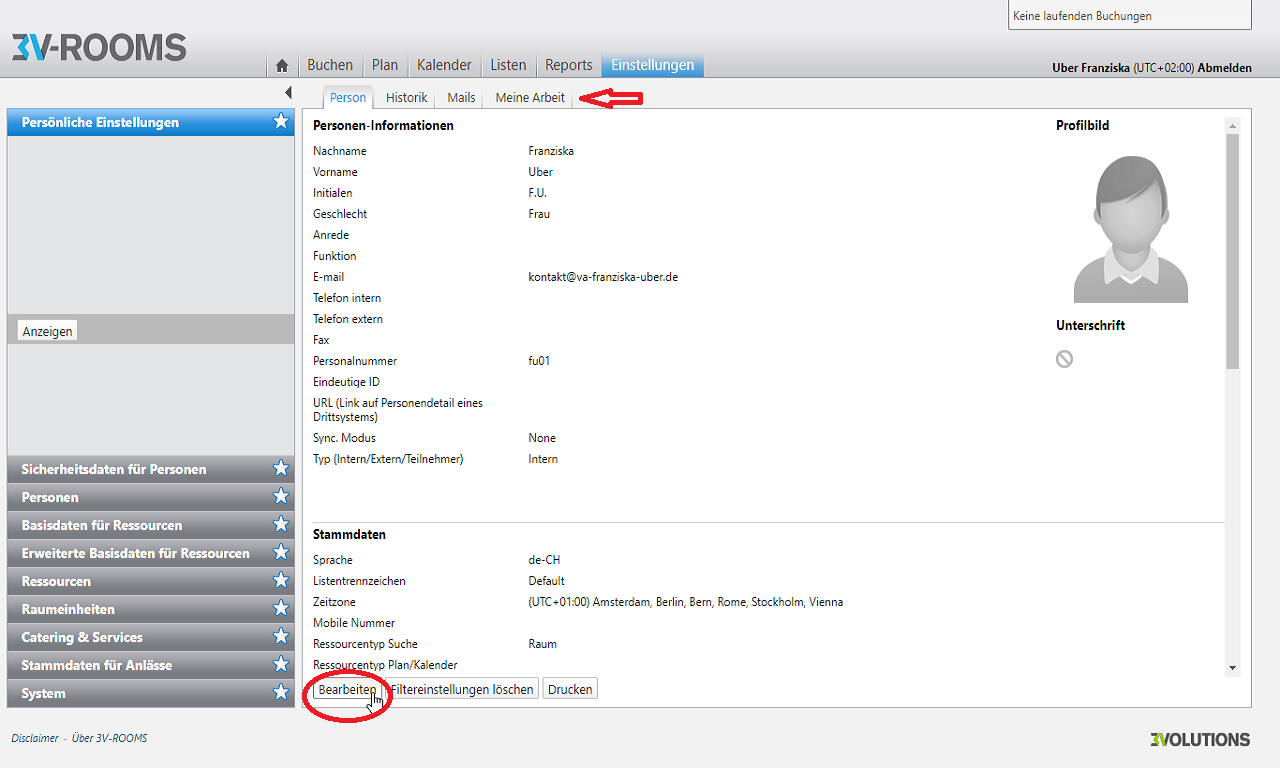 Keine laufenden Buchungen
3V-ROOMS
Buchen Plan Kalender Listen Reports Einstellungen
Uber Franziska (UTC+02:00) Abmelden
Person Historik Mails Meine Arbeit
Persönliche Einstellungen
Anzeigen
Sicherheitsdaten für Personen
Personen
Basisdaten für Ressourcen
Erweiterte Basisdaten für Ressourcen
Ressourcen
Raumeinheiten
Catering & Services
Stammdaten für Anlässe
System
Personen-Informationen
Nachname Franziska
Vorname Uber
Initialen F.U.
Geschlecht Frau
Anrede
Funktion
E-mail kontakt@va-franziska-uber.de
Telefon intern
Telefon extern
Fax
Personalnummer fu01
Eindeutige ID
URL (Link auf Personendetail eines
Drittsystems)
Sync. Modus None
Typ (Intern/Extern/Teilnehmer) Intern
Profilbild
Unterschrift
Stammdaten
Sprache de-CH
Listentrennzeichen Default
Zeitzone (UTC+01:00) Amsterdam, Berlin, Bern, Rome, Stockholm, Vienna
Mobile Nummer
Ressourcentyp Suche Raum
Ressourcentyp Plan/Kalender
Bearbeiten Filtereinstellungen löschen Drucken
Disclaimer - Über 3V-ROOMS
3VOLUTIONS